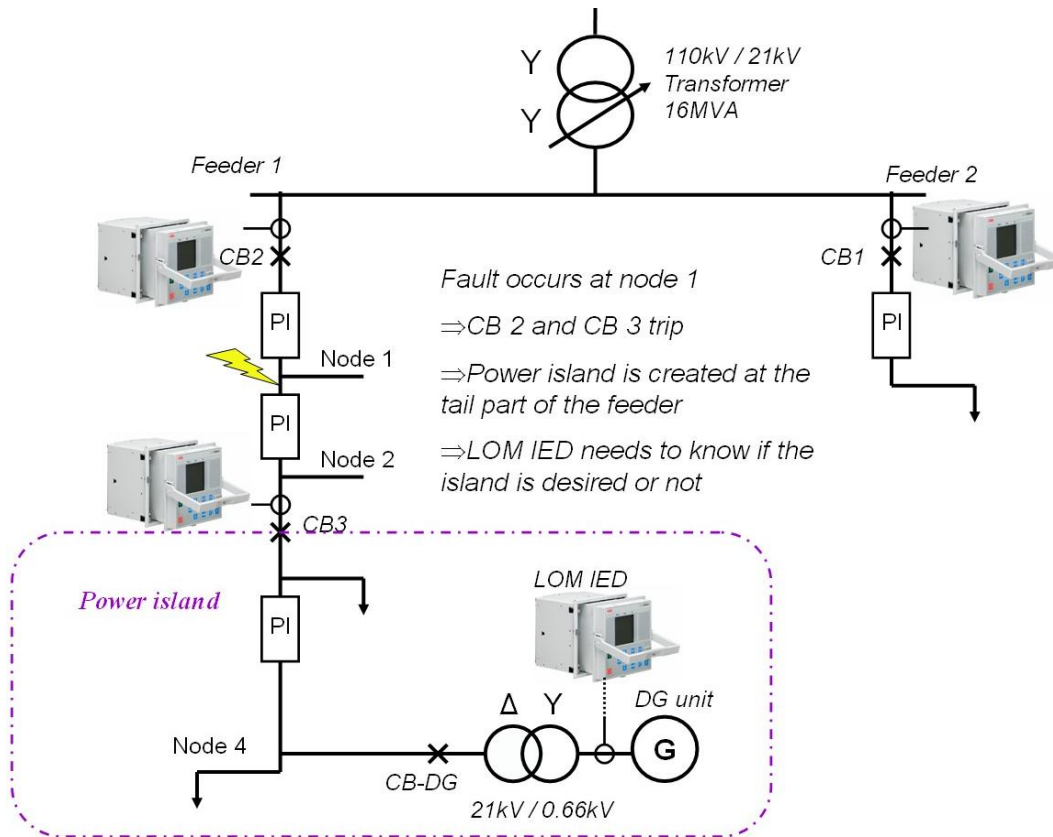 Y
Y
110kV / 21kV
Transformer
16MVA
Feeder 1
Feeder 2
CB2
CB1
PI
PI
Fault occurs at node 1
⇒CB 2 and CB 3 trip
⇒Power island is created at the
tail part of the feeder
⇒LOM IED needs to know if the
island is desired or not
Node 1
PI
Node 2
CB3
Power island
PI
LOM IED
Δ Y
DG unit
G
Node 4
CB-DG
21kV / 0.66kV